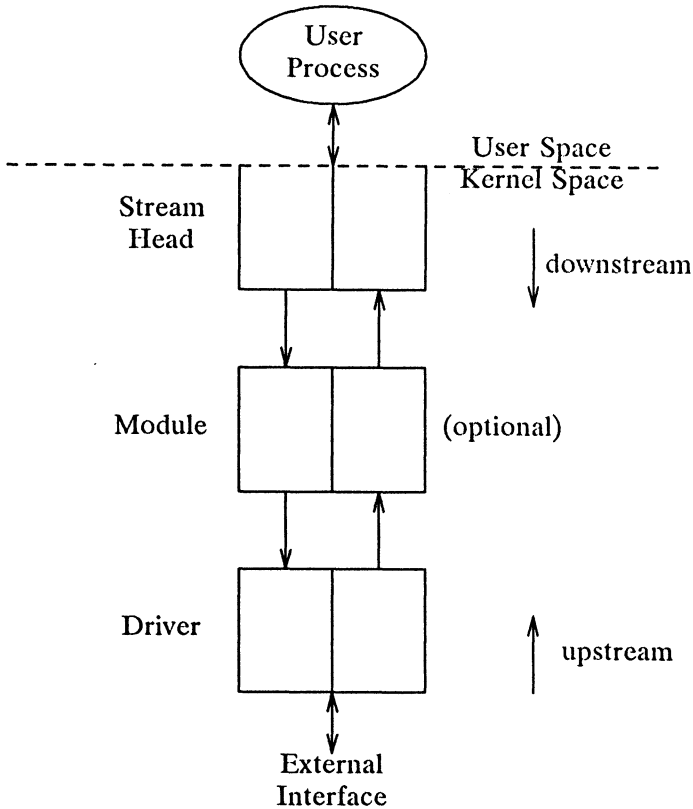 User
Process
User Space
Kernel Space
Stream
Head
downstream
Module
(optional)
Driver
upstream
External
Interface